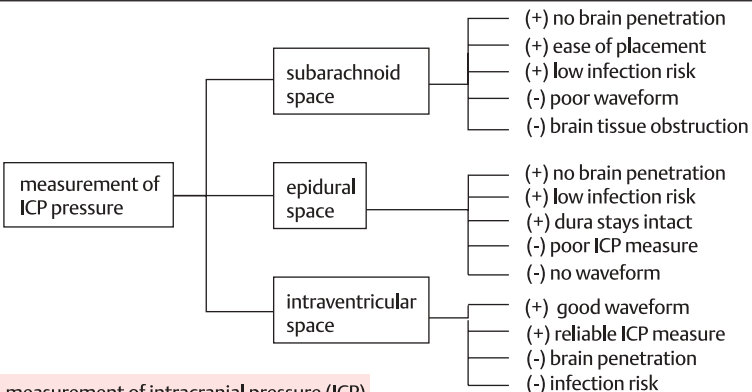 measurement of
ICP pressure
subarachnoid
space
(+) no brain penetration
(+) ease of placement
(+) low infection risk
(-) poor waveform
(-) brain tissue obstruction
epidural
space
(+) no brain penetration
(+) low infection risk
(+) dura stays intact
(-) poor ICP measure
(-) no waveform
intraventricular
space
(+) good waveform
(+) reliable ICP measure
(-) brain penetration
(-) infection risk
measurement of intracranial pressure (ICP)